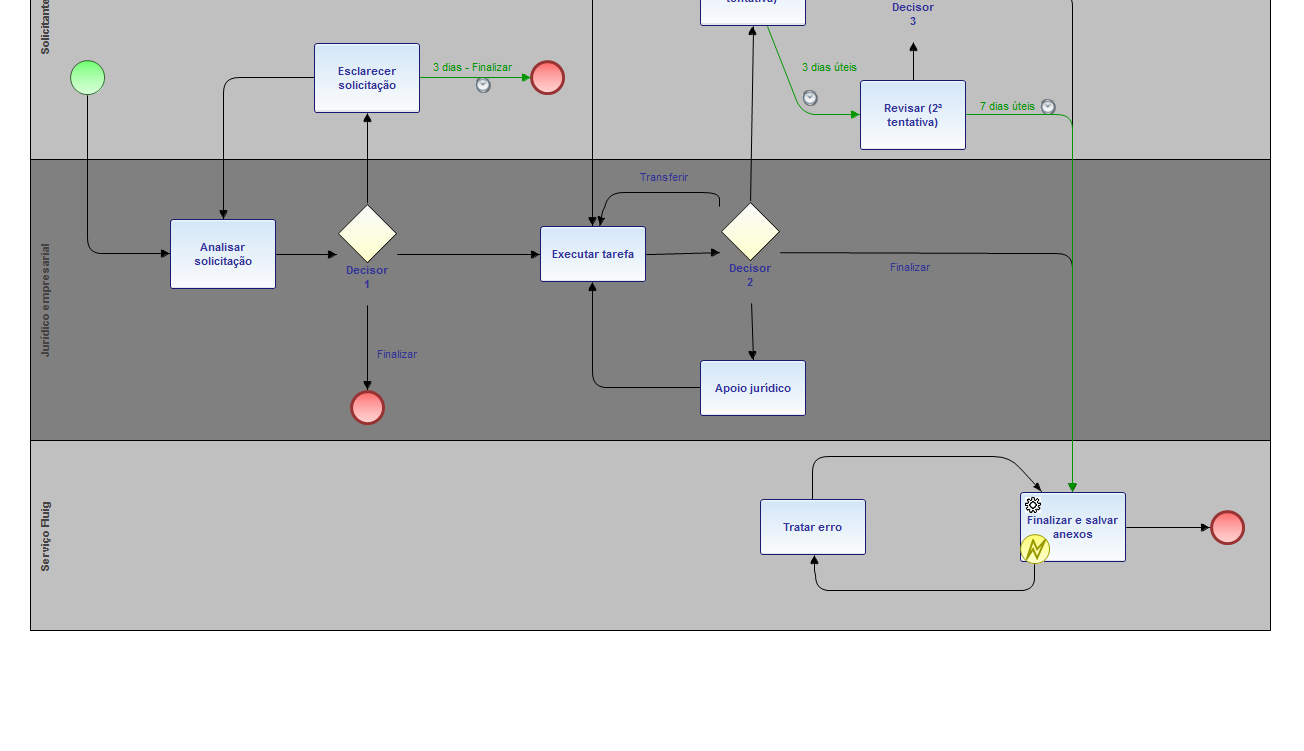 Solicitante
tentativa)
Decisor
3
Esclarecer
solicitação
3 dias - Finalizar
3 dias úteis
Revisar (2ª
tentativa)
7 dias úteis
Jurídico empresarial
Transferir
Analisar
solicitação
Decisor
1
Executar tarefa
Decisor
2
Finalizar
Finalizar
Apoio jurídico
Serviço Fluig
Tratar erro
Finalizar e salvar
anexos